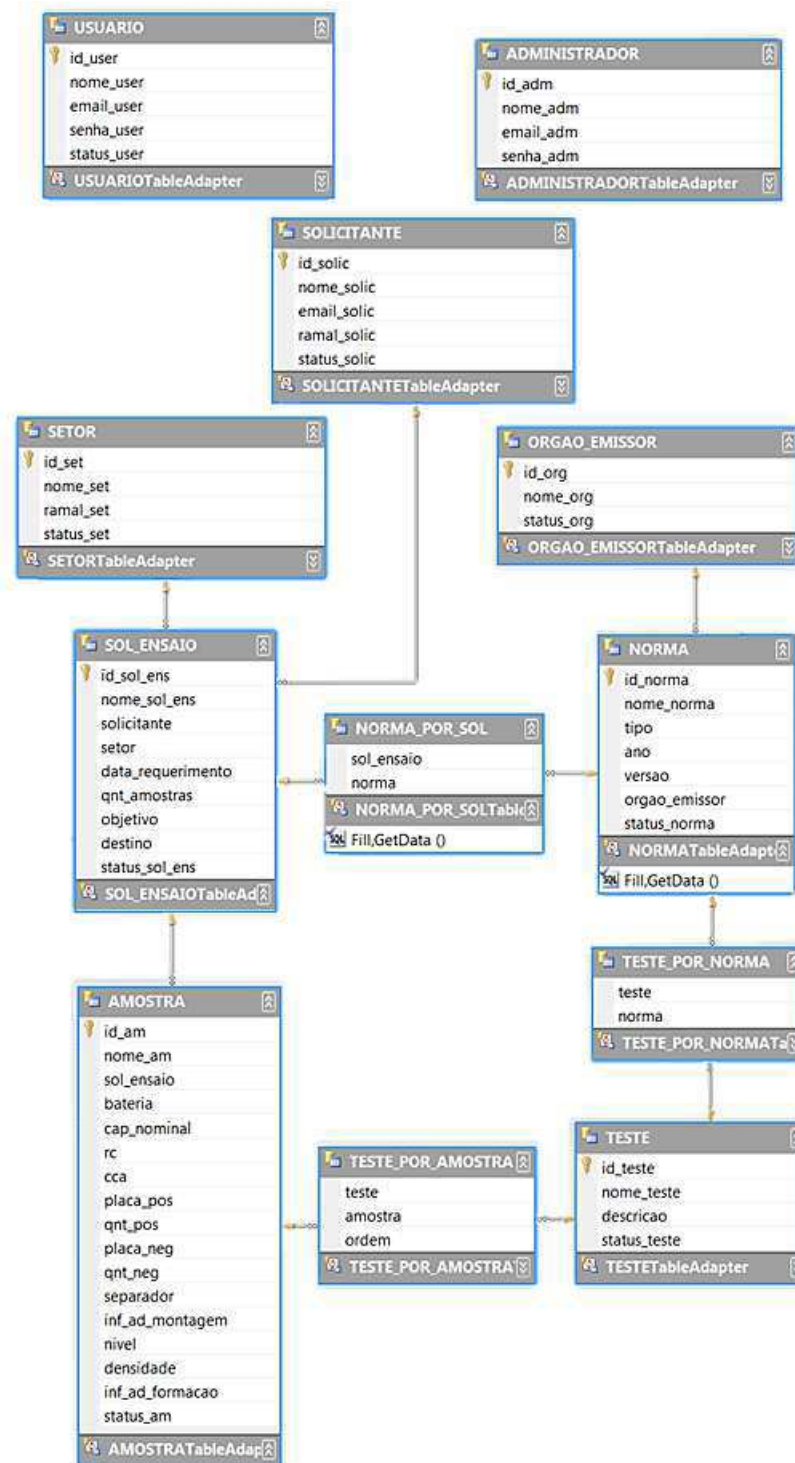 USUARIO
id_user
nome_user
email_user
senha_user
status_user
USUARIOTableAdapter
ADMINISTRADOR
id_adm
nome_adm
email_adm
senha_adm
ADMINISTRADORTableAdapter
SOLICITANTE
id_solic
nome_solic
email_solic
ramal_solic
status_solic
SOLICITANTETableAdapter
SETOR
id_set
nome_set
ramal_set
status_set
SETORTableAdapter
ORGAO_EMISSOR
id_org
nome_org
status_org
ORGAO_EMISSORTableAdapter
SOL_ENSAIO
id_sol_ens
nome_sol_ens
solicitante
setor
data_requerimento
qnt_amostras
objetivo
destino
status_sol_ens
SOL_ENSAIOTableAd
NORMA_POR_SOL
sol_ensaio
norma
NORMA_POR_SOLTable
SQL Fill,GetData ()
NORMA
id_norma
nome_norma
tipo
ano
versao
orgao_emissor
status_norma
NORMATableAdapt
SQL Fill,GetData ()
TESTE_POR_NORMA
teste
norma
TESTE_POR_NORMATa
AMOSTRA
id_am
nome_am
sol_ensaio
bateria
cap_nominal
rc
cca
placa_pos
qnt_pos
placa_neg
qnt_neg
separador
inf_ad_montagem
nivel
densidade
inf_ad_formacao
status_am
AMOSTRATableAdap
TESTE_POR_AMOSTRA
teste
amostra
ordem
TESTE_POR_AMOSTRA
TESTE
id_teste
nome_teste
descricao
status_teste
TESTETableAdapter